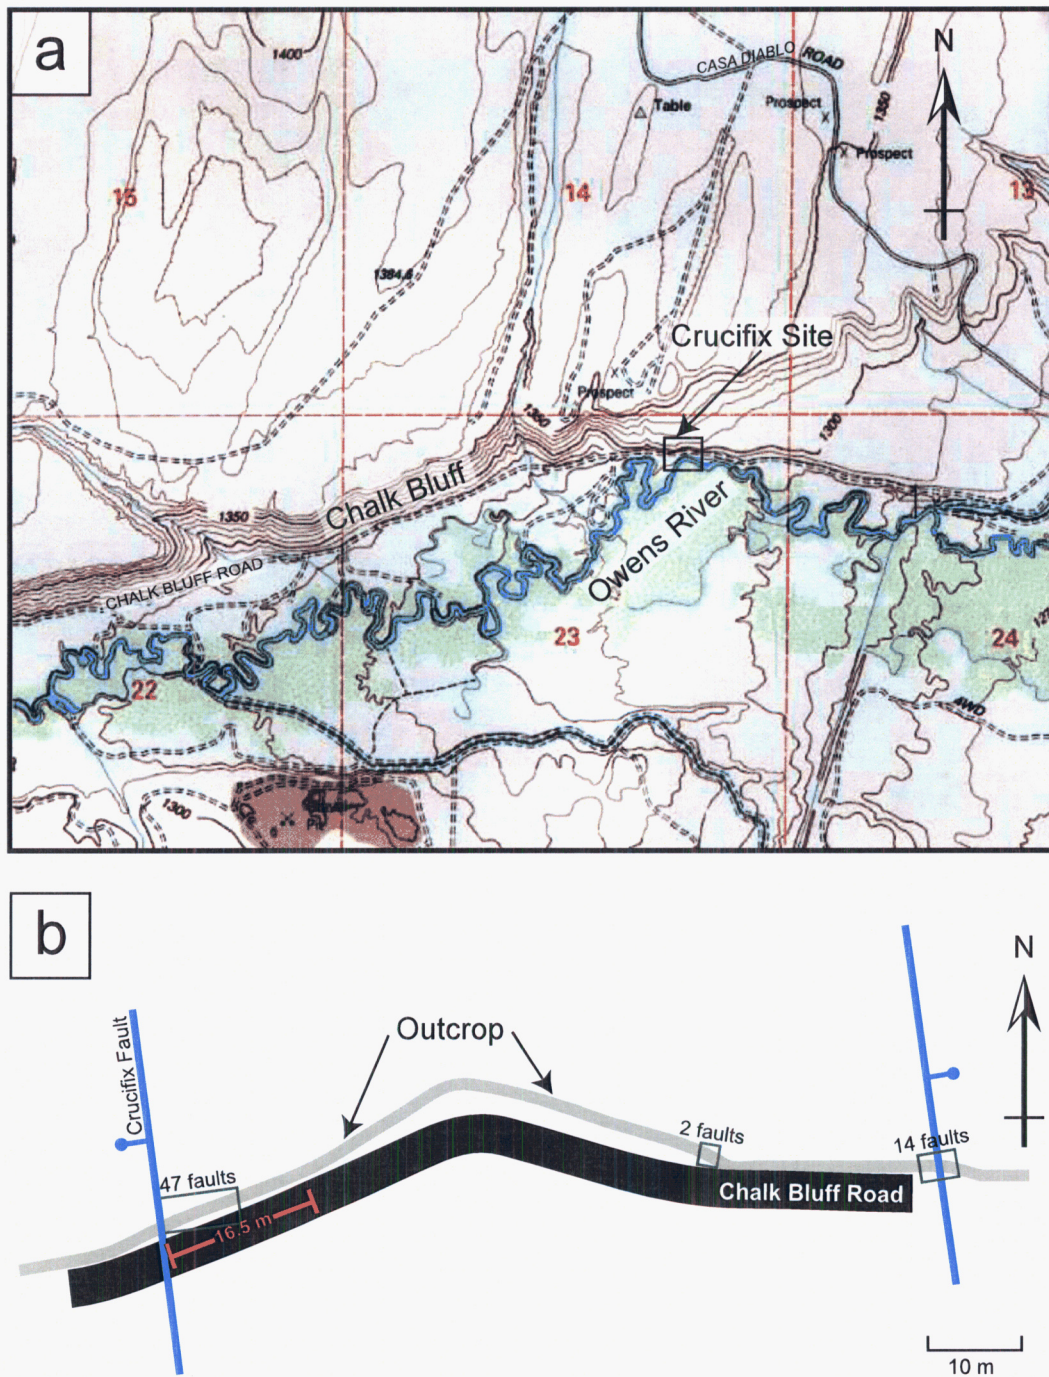 a
1400
CASA DIABLO ROAD
N
Table
Prospect
1350
Prospect
15
14
13
1384.6
Crucifix Site
Prospect
1350
1300
Chalk Bluff
1350
Owens River
CHALK BLUFF ROAD
23
24
22
4WD
1300
b
N
Crucifix Fault
Outcrop
2 faults
14 faults
47 faults
Chalk Bluff Road
16.5 m
10 m